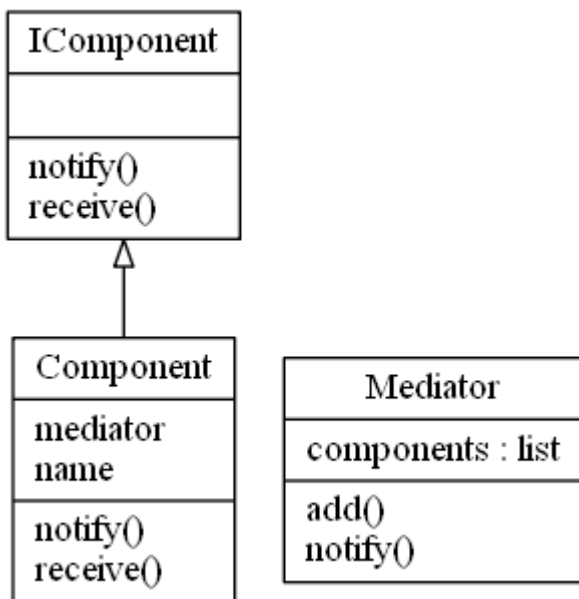 IComponent
notify()
receive()
Component
mediator
name
notify()
receive()
Mediator
components : list
add()
notify()